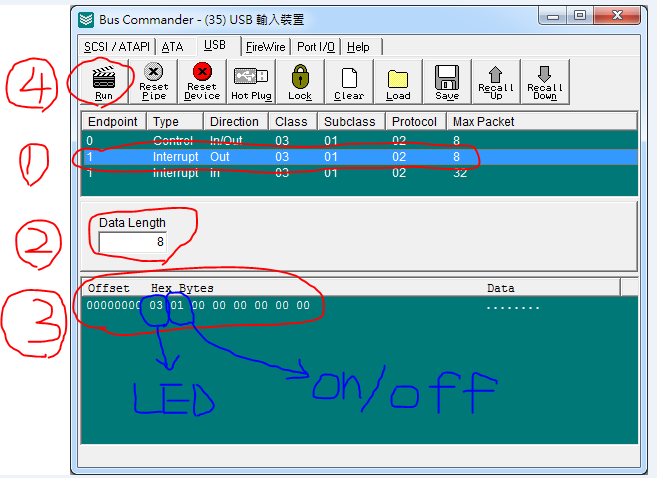 Bus Commander - (35) USB 輸入裝置
SCSI / ATAPI ATA USB FireWire Port I/O Help
Run Reset Pipe Reset Device Hot Plug Lock Clear Load Save Recall Up Recall Down
Endpoint Type Direction Class Subclass Protocol Max Packet
0 Control In/Out 03 01 02 8
1 Interrupt Out 03 01 02 8
1 Interrupt In 03 01 02 32
Data Length
8
Offset Hex Bytes Data
00000000 03 01 00 00 00 00 00 00 ........
LED
on/off
④
①
②
③